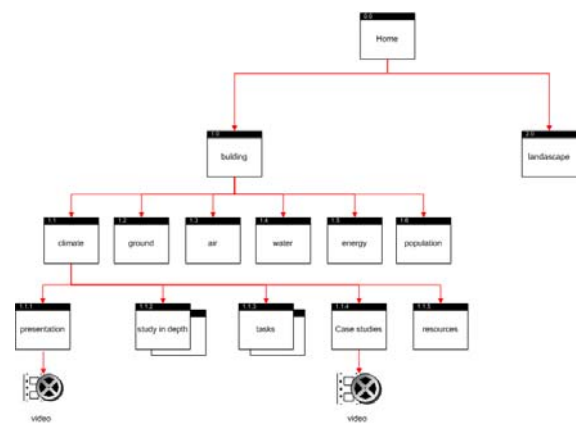 0.0
Home
1.0
2.0
bulding
landascape
1.1
1.2
1.3
1.4
1.5
1.6
climate
ground
air
water
energy
population
1.1.1
1.1.2
1.1.3
1.1.4
1.1.5
presentation
study in depth
tasks
Case studies
resources
video
video